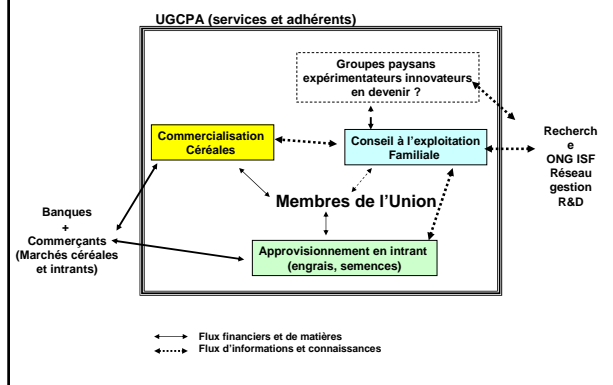 UGCPA (services et adhérents)
Groupes paysans
expérimentateurs innovateurs
en devenir ?
Commercialisation
Céréales
Conseil à l'exploitation
Familiale
Recherch
e
ONG ISF
Réseau
gestion
R&D
Membres de l'Union
Banques
+
Commerçants
(Marchés céréales
et intrants)
Approvisionnement en intrant
(engrais, semences)
Flux financiers et de matières
Flux d'informations et connaissances